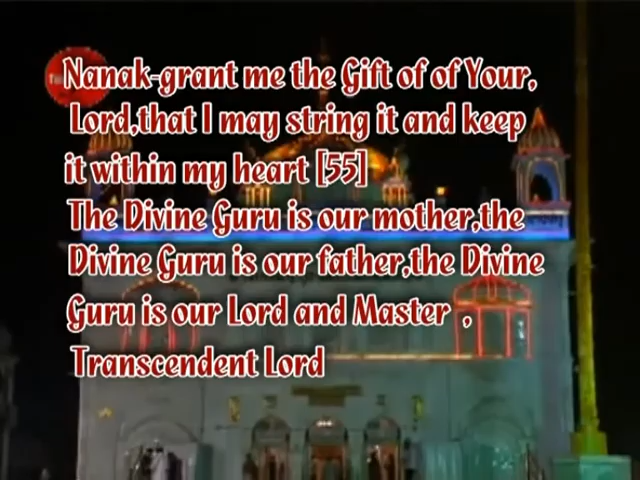 Nanak-grant me the Gift of of Your,
Lord,that I may string it and keep
it within my heart [55]
The Divine Guru is our mother,the
Divine Guru is our father,the Divine
Guru is our Lord and Master ,
Transcendent Lord